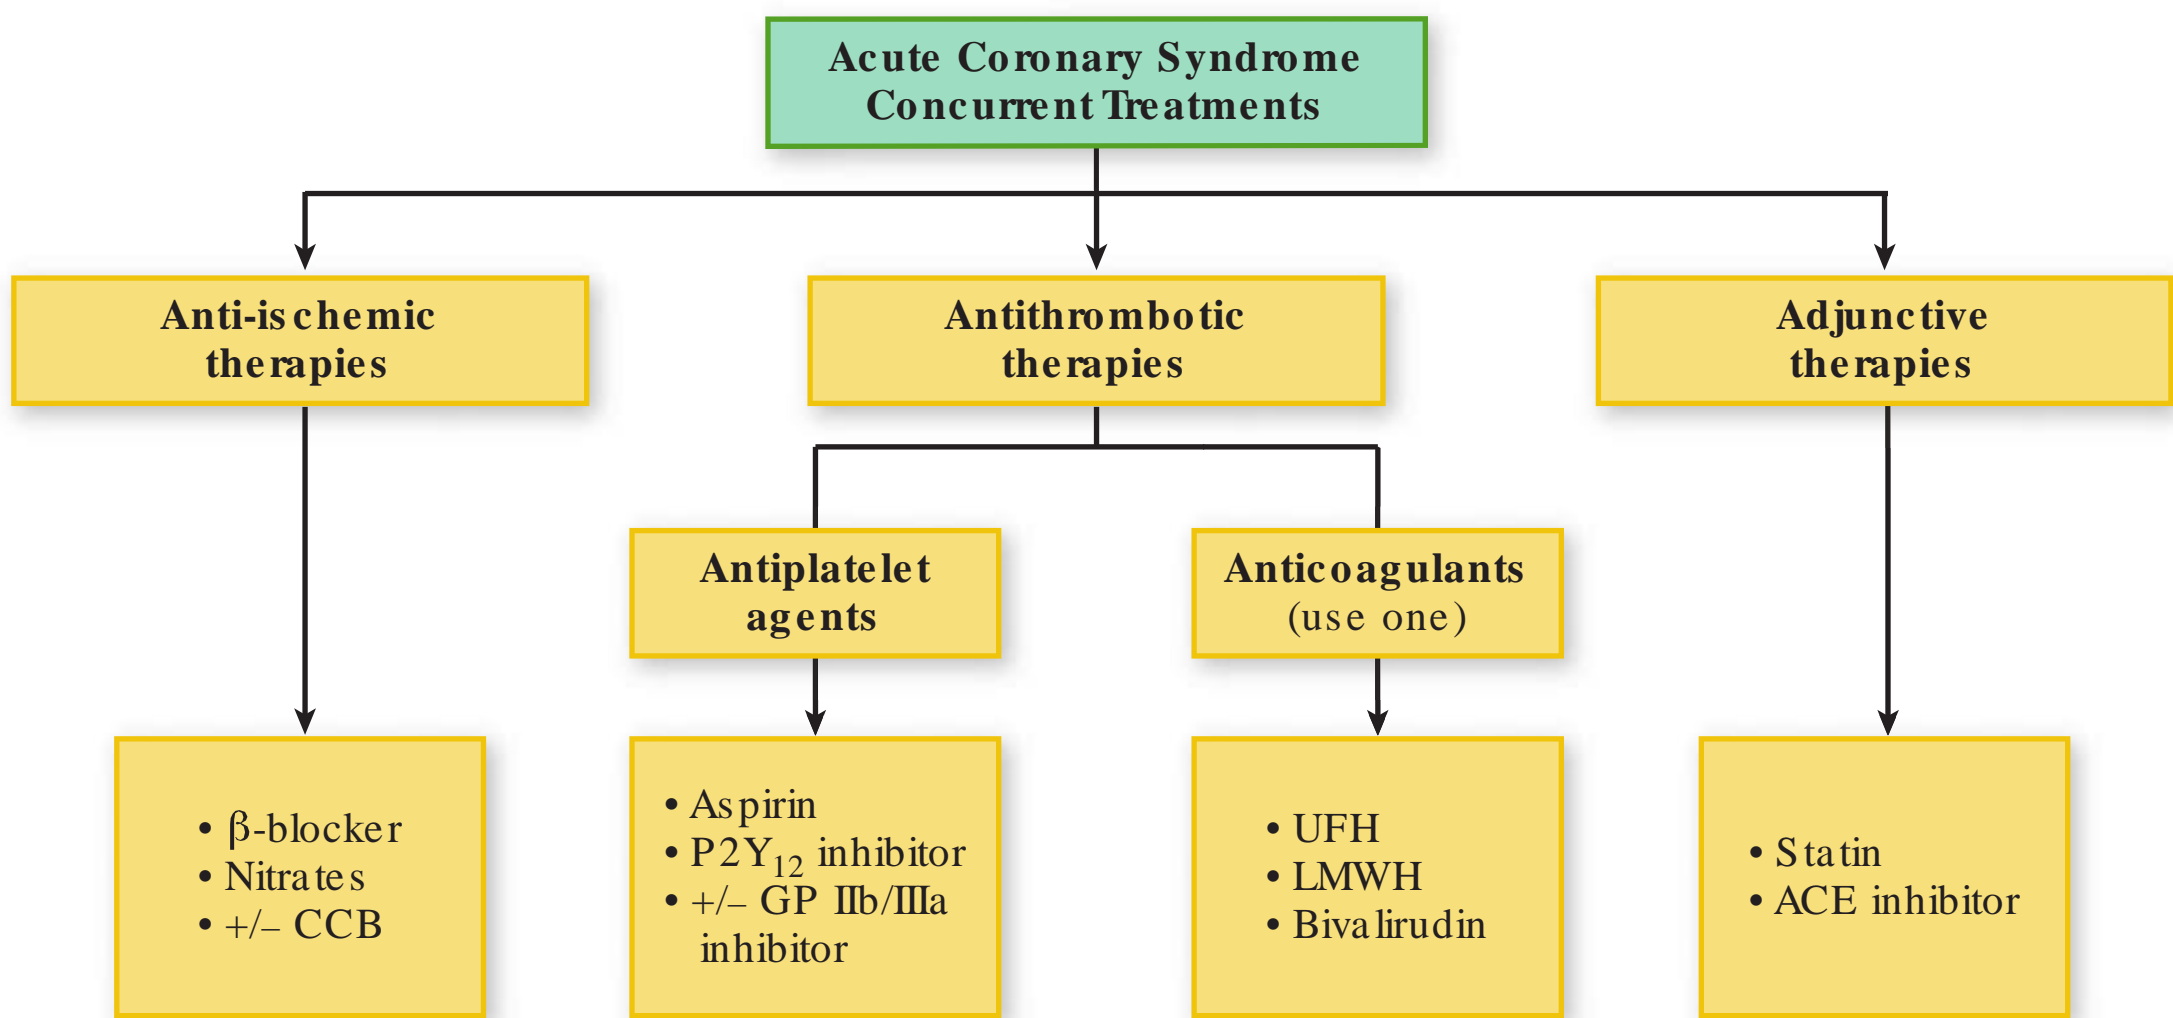 Acute Coronary Syndrome
Concurrent Treatments
Anti-ischemic
therapies
Antithrombotic
therapies
Adjunctive
therapies
Antiplatelet
agents
Anticoagulants
(use one)
• β-blocker
• Nitrates
• +/– CCB
• Aspirin
• P2Y₁₂ inhibitor
• +/– GP IIb/IIIa
inhibitor
• UFH
• LMWH
• Bivalirudin
• Statin
• ACE inhibitor